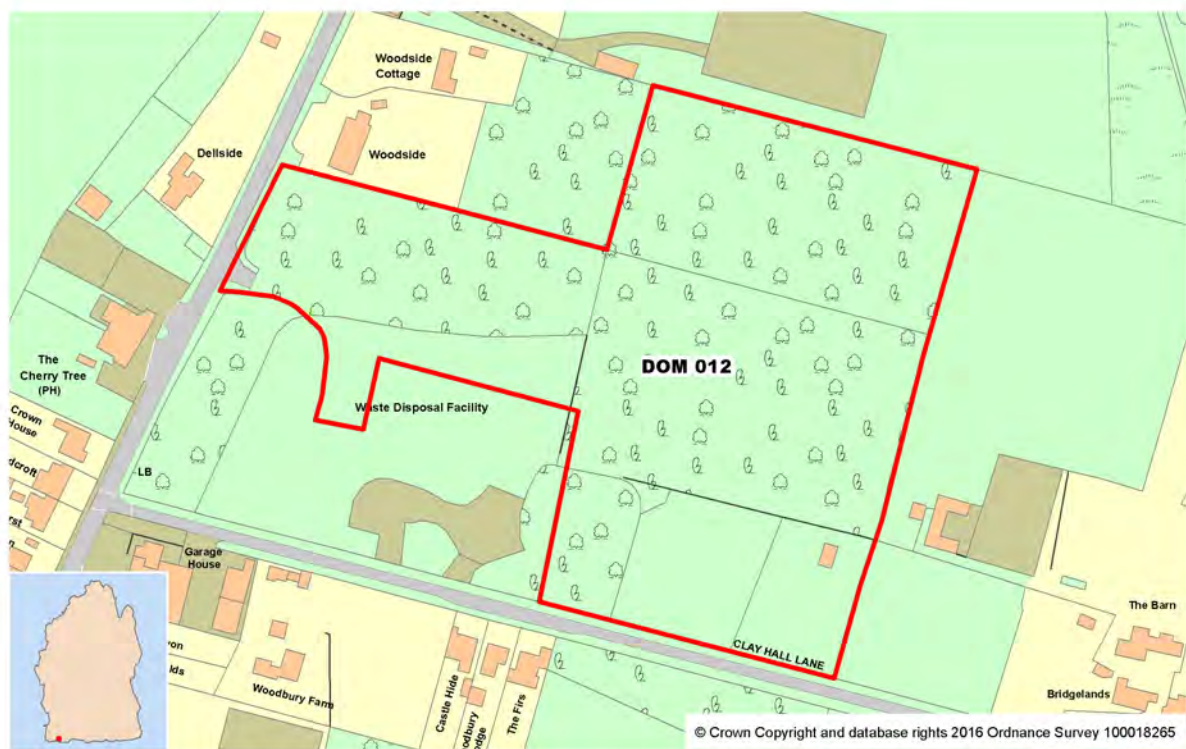 Woodside
Cottage
Woodside
Dellside
DOM 012
The
Cherry Tree
(PH)
Waste Disposal Facility
Crown
House
LB
Garage
House
CLAY HALL LANE
The Barn
Bridgelands
Woodbury Farm
Castle Hide
The Firs
© Crown Copyright and database rights 2016 Ordnance Survey 100018265